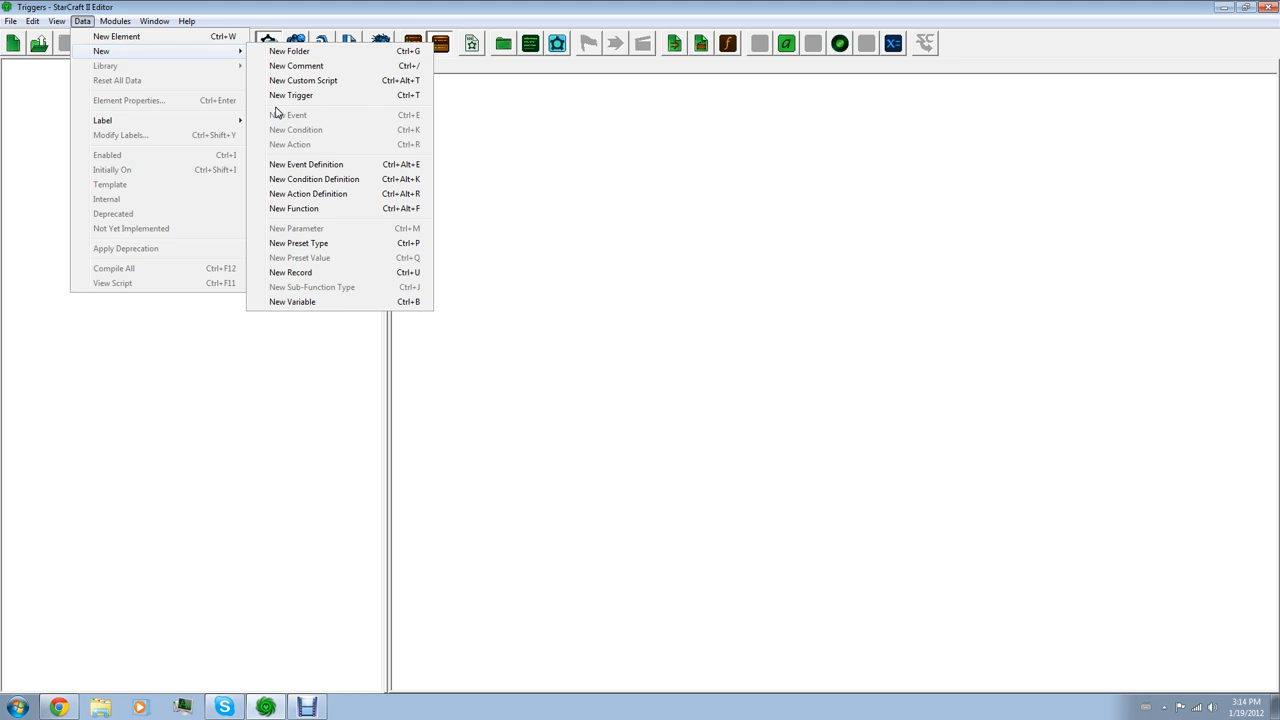 Triggers - StarCraft II Editor
File Edit View Data Modules Window Help
New Element Ctrl+W
New
Library
Reset All Data
Element Properties... Ctrl+Enter
Label
Modify Labels... Ctrl+Shift+Y
Enabled Ctrl+I
Initially On Ctrl+Shift+I
Template
Internal
Deprecated
Not Yet Implemented
Apply Deprecation
Compile All Ctrl+F12
View Script Ctrl+F11
New Folder Ctrl+G
New Comment Ctrl+/
New Custom Script Ctrl+Alt+T
New Trigger Ctrl+T
New Event Ctrl+E
New Condition Ctrl+K
New Action Ctrl+R
New Event Definition Ctrl+Alt+E
New Condition Definition Ctrl+Alt+K
New Action Definition Ctrl+Alt+R
New Function Ctrl+Alt+F
New Parameter Ctrl+M
New Preset Type Ctrl+P
New Preset Value Ctrl+Q
New Record Ctrl+U
New Sub-Function Type Ctrl+J
New Variable Ctrl+B
a f X=
3:14 PM
1/19/2012